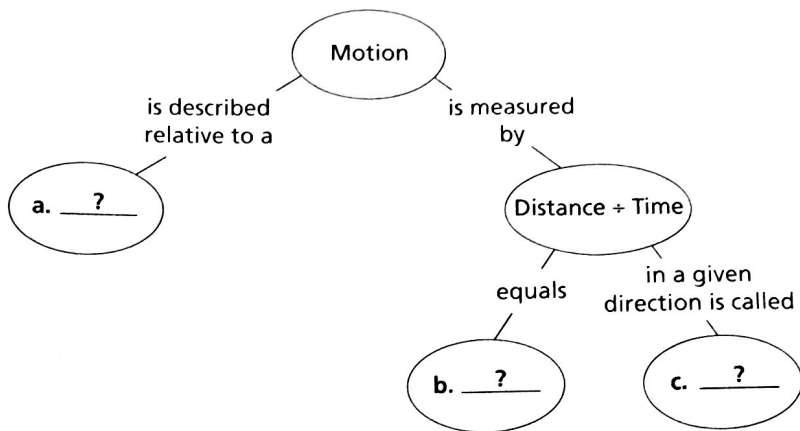 Motion
is described
relative to a
is measured
by
a. ?
Distance ÷ Time
equals
in a given
direction is called
b. ?
c. ?